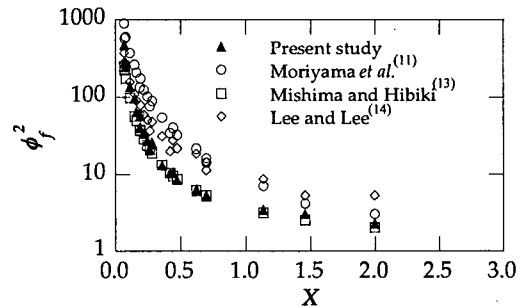 1000
100
10
1
ϕ_f^2
0.0 0.5 1.0 1.5 2.0 2.5 3.0
X
Present study
Moriyama et al.(11)
Mishima and Hibiki(13)
Lee and Lee(14)